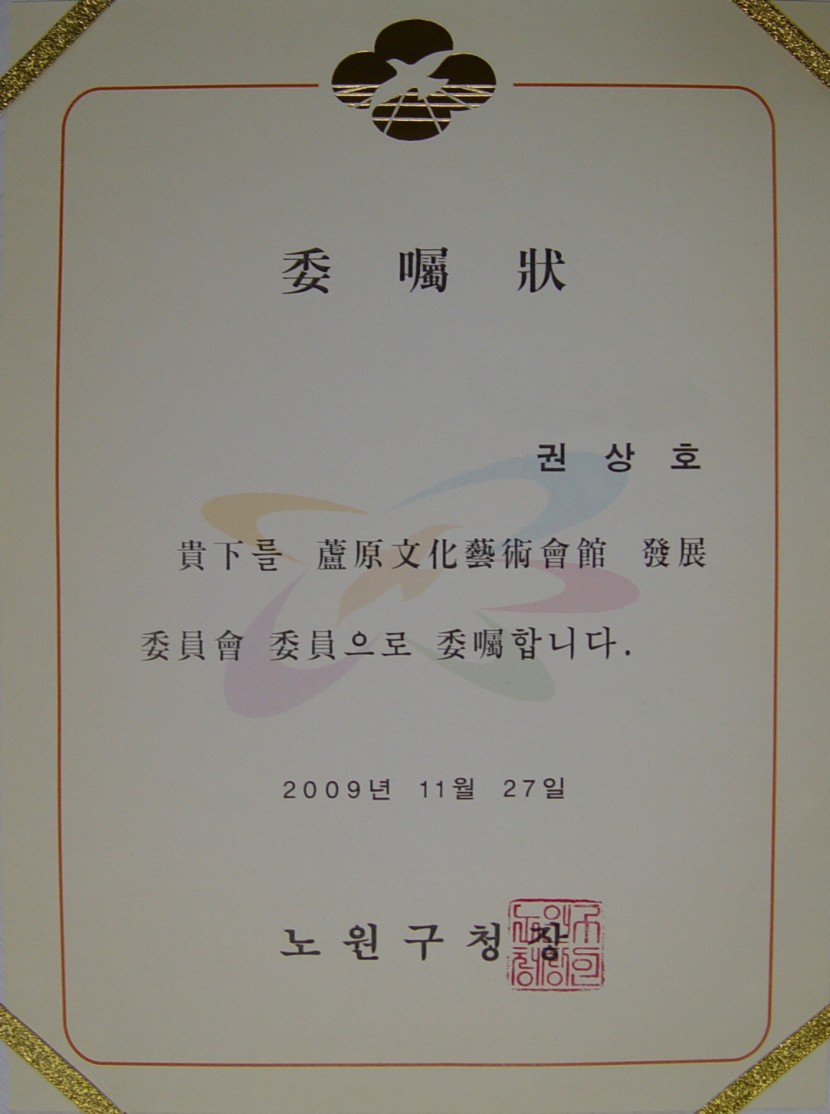 委囑狀
권상호
貴下를 蘆原文化藝術會館 發展
委員會 委員으로 委囑합니다.
2009년 11월 27일
노원구청장